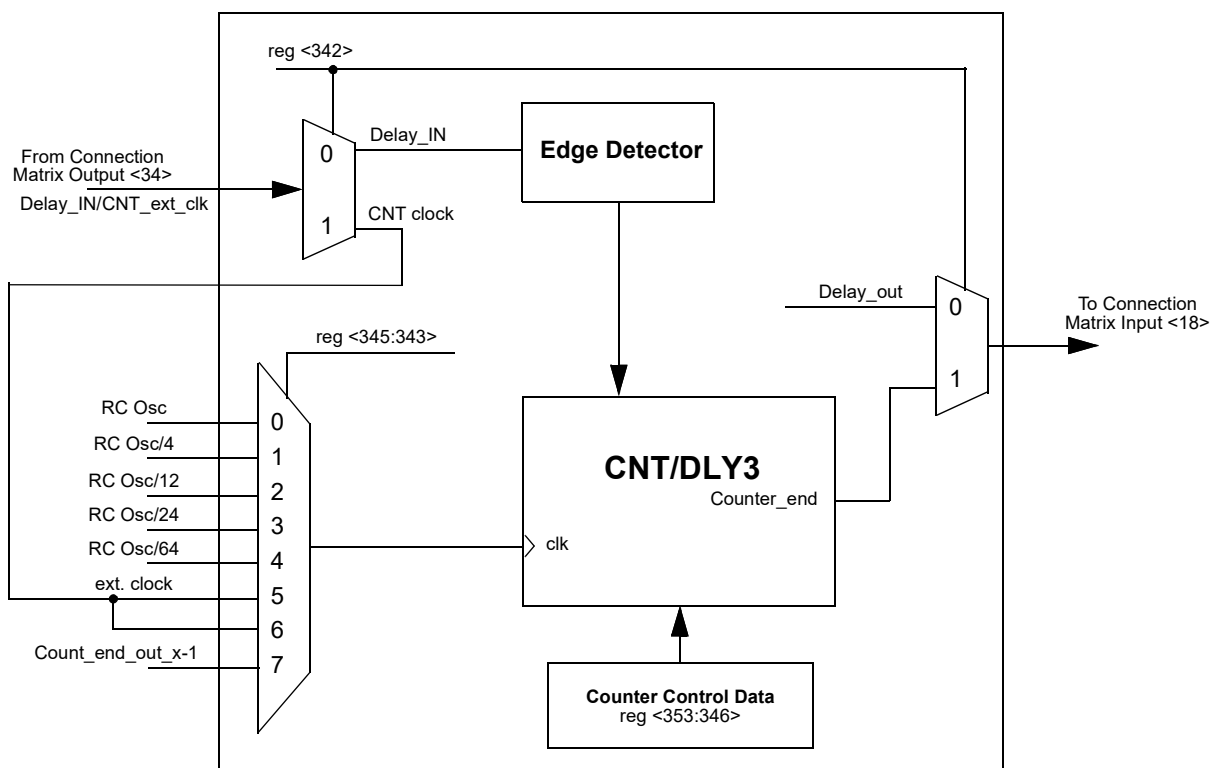 reg <342>
From Connection
Matrix Output <34>
Delay_IN/CNT_ext_clk
0
1
Delay_IN
CNT clock
Edge Detector
Delay_out
0
1
To Connection
Matrix Input <18>
reg <345:343>
RC Osc
RC Osc/4
RC Osc/12
RC Osc/24
RC Osc/64
ext. clock
Count_end_out_x-1
0
1
2
3
4
5
6
7
CNT/DLY3
Counter_end
clk
Counter Control Data
reg <353:346>